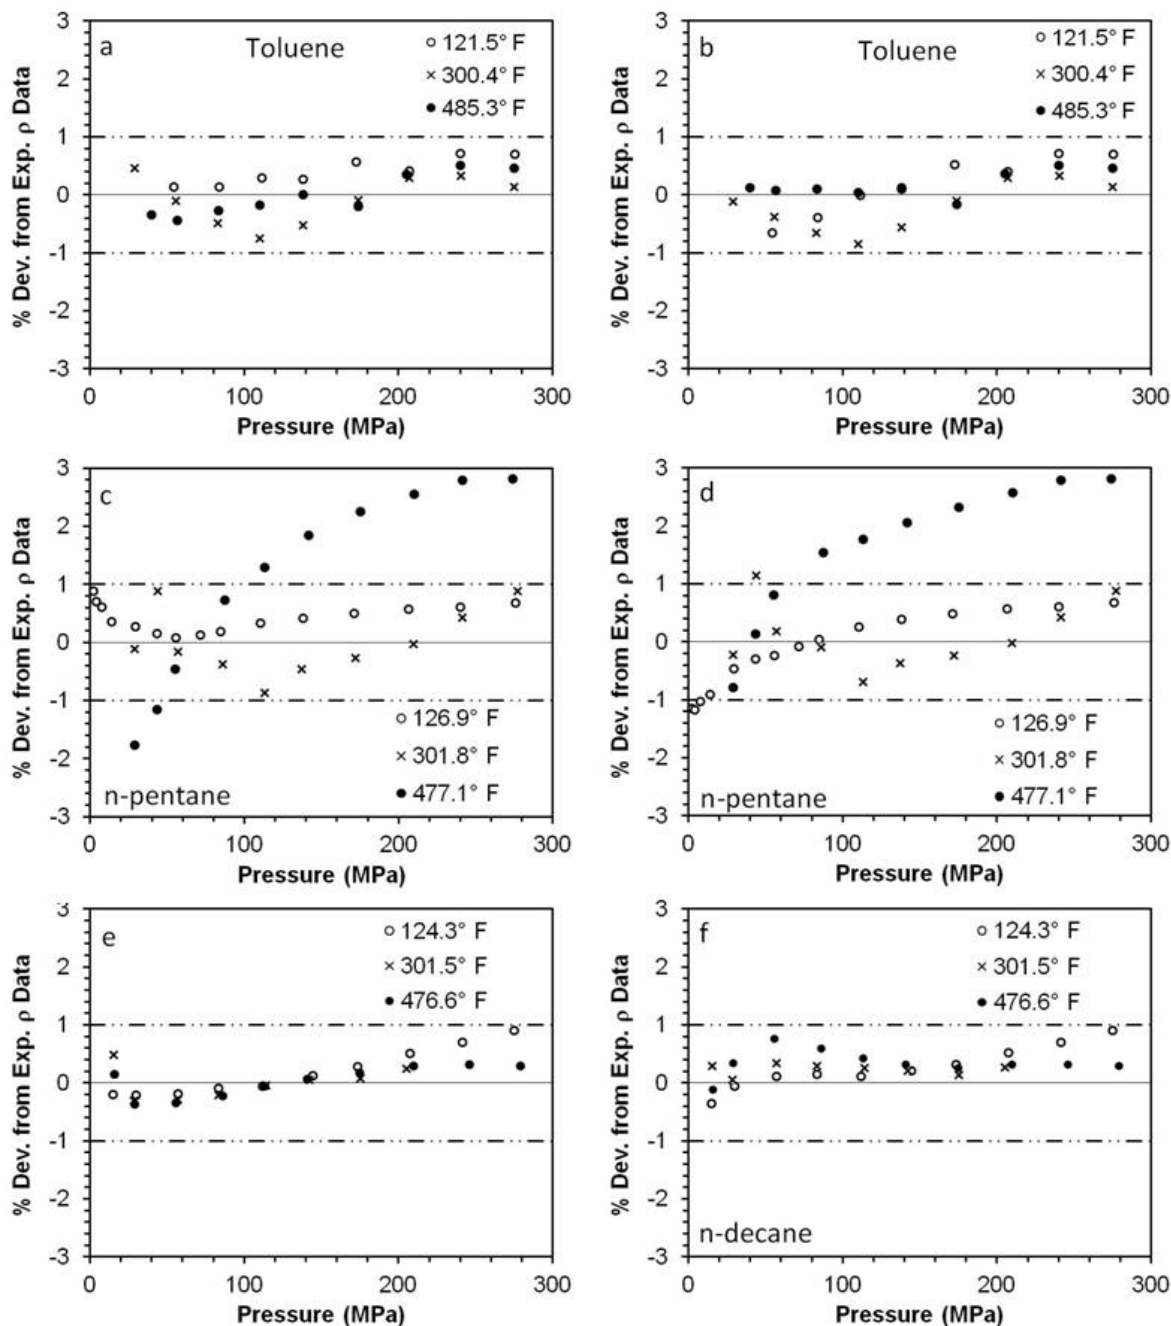 a
Toluene
○ 121.5° F
× 300.4° F
● 485.3° F
% Dev. from Exp. ρ Data
3
2
1
0
-1
-2
-3
0
100
200
300
Pressure (MPa)
b
Toluene
○ 121.5° F
× 300.4° F
● 485.3° F
% Dev. from Exp. ρ Data
3
2
1
0
-1
-2
-3
0
100
200
300
Pressure (MPa)
c
% Dev. from Exp. ρ Data
3
2
1
0
-1
-2
-3
○ 126.9° F
× 301.8° F
● 477.1° F
n-pentane
0
100
200
300
Pressure (MPa)
d
% Dev. from Exp. ρ Data
3
2
1
0
-1
-2
-3
○ 126.9° F
× 301.8° F
● 477.1° F
n-pentane
0
100
200
300
Pressure (MPa)
e
○ 124.3° F
× 301.5° F
● 476.6° F
% Dev. from Exp. ρ Data
3
2
1
0
-1
-2
-3
0
100
200
300
Pressure (MPa)
f
○ 124.3° F
× 301.5° F
● 476.6° F
% Dev. from Exp. ρ Data
3
2
1
0
-1
-2
-3
n-decane
0
100
200
300
Pressure (MPa)